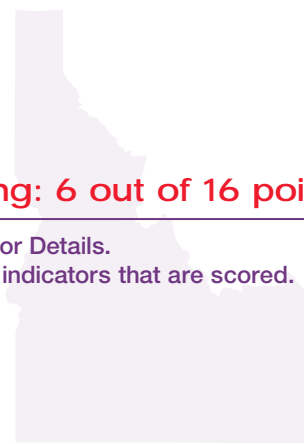 ng: 6 out of 16 poi
or Details.
indicators that are scored.